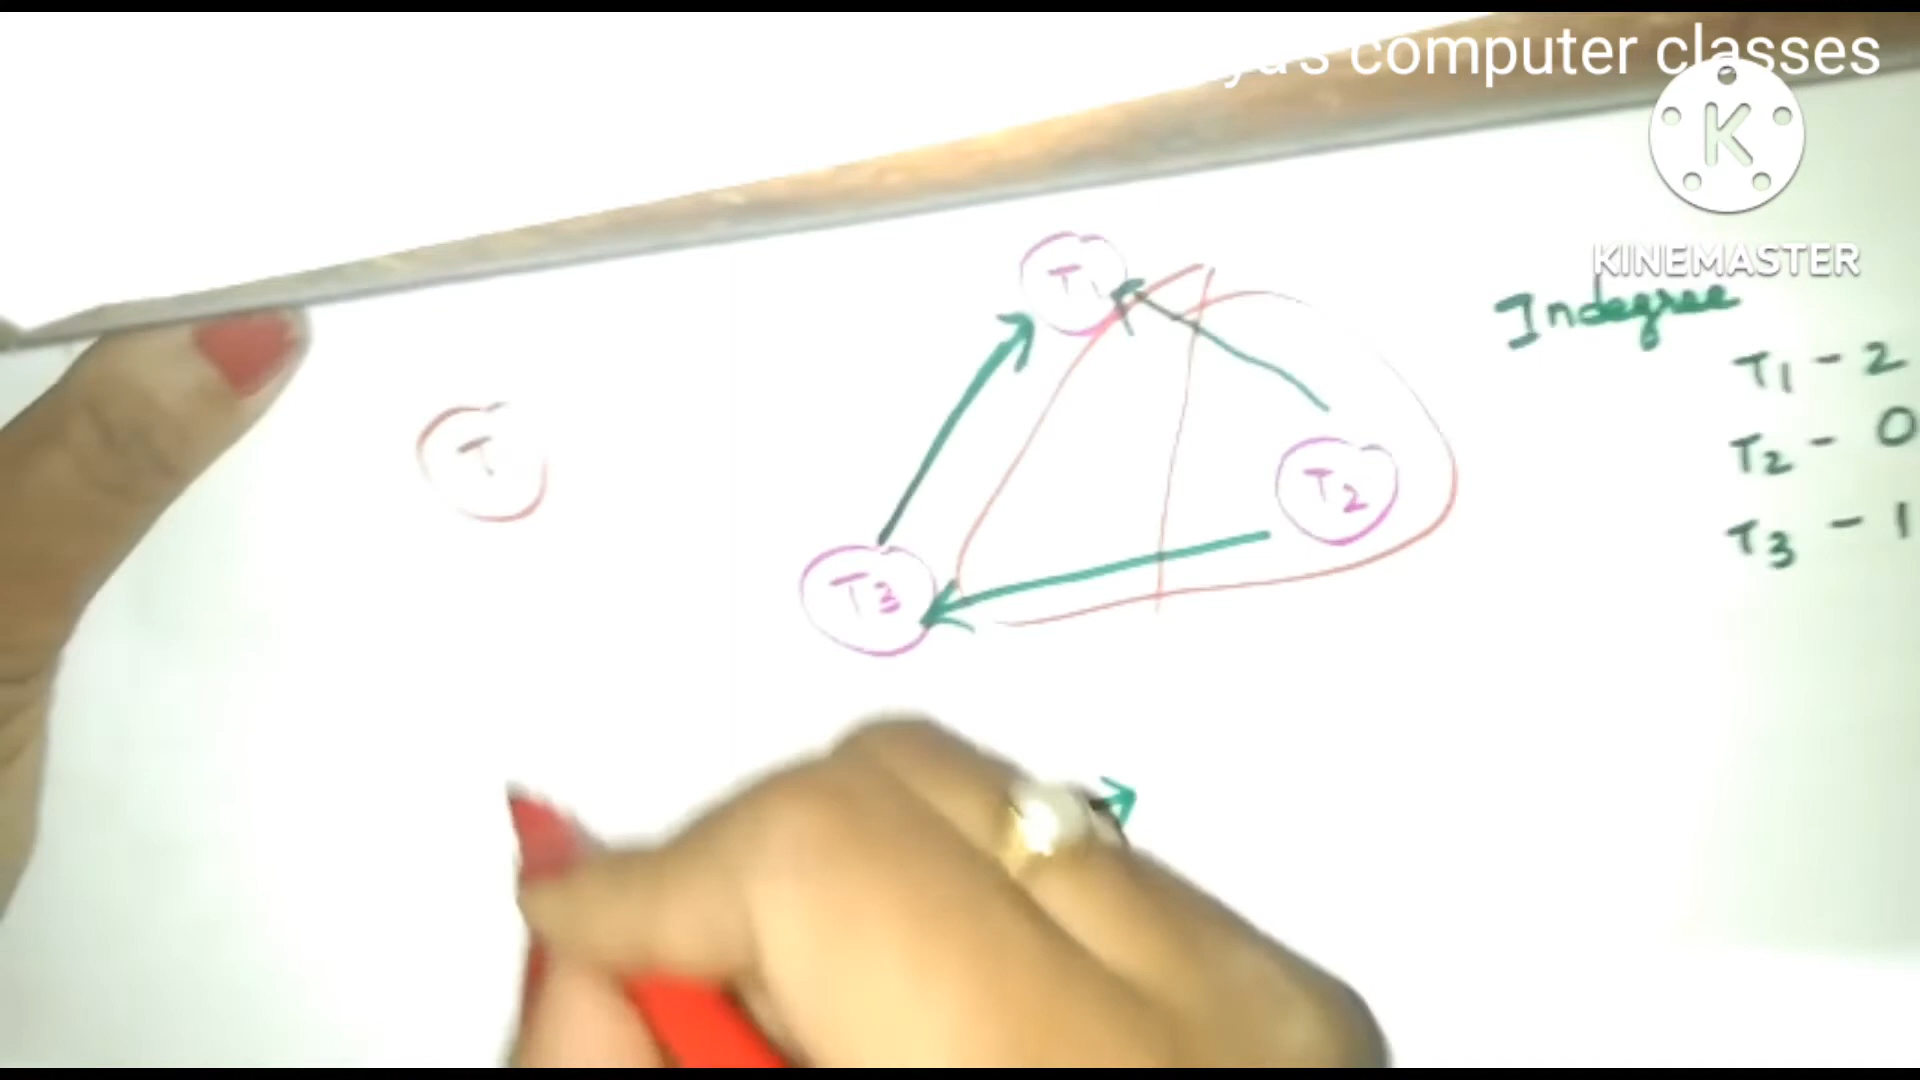 computer classes
K
KINEMASTER
T1
Indegree
T1 - 2
T
T2
T2 - 0
T3
T3 - 1